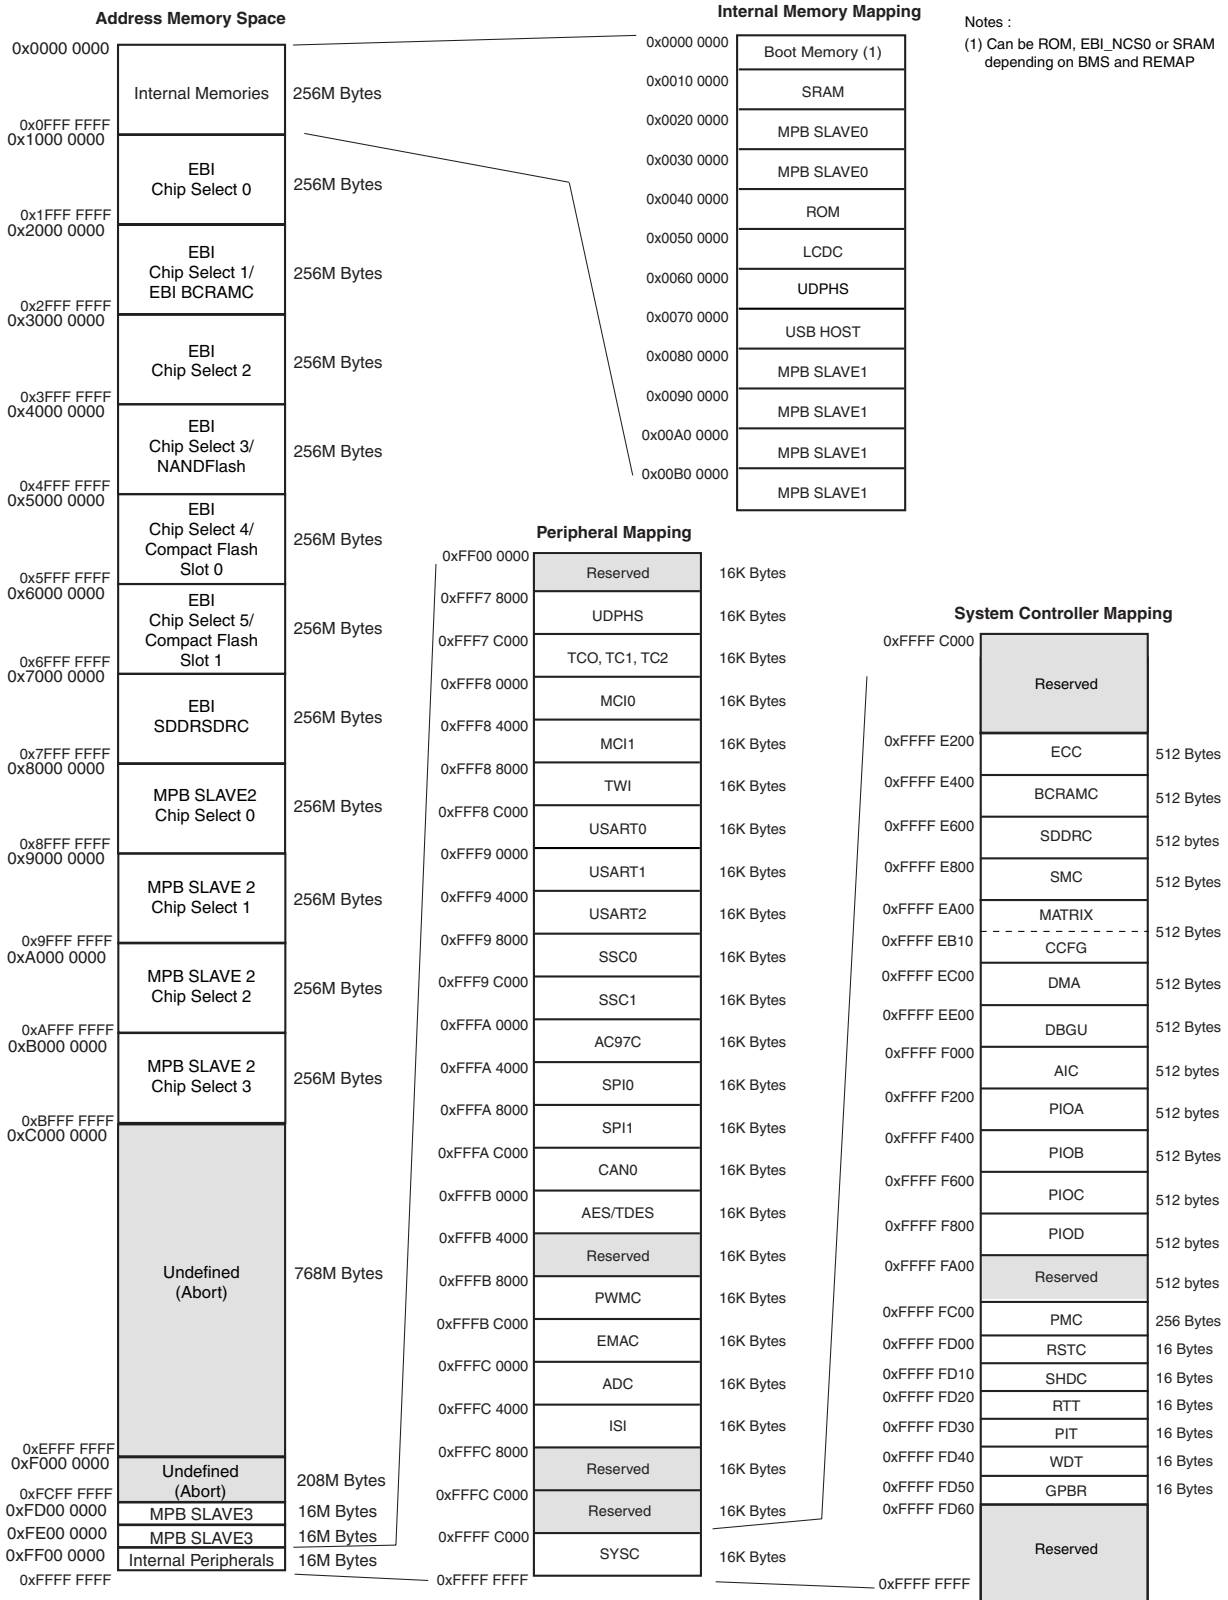 Address Memory Space
0x0000 0000
Internal Memories
256M Bytes
0x0FFF FFFF
0x1000 0000
EBI
Chip Select 0
256M Bytes
0x1FFF FFFF
0x2000 0000
EBI
Chip Select 1/
EBI BCRAMC
256M Bytes
0x2FFF FFFF
0x3000 0000
EBI
Chip Select 2
256M Bytes
0x3FFF FFFF
0x4000 0000
EBI
Chip Select 3/
NANDFlash
256M Bytes
0x4FFF FFFF
0x5000 0000
EBI
Chip Select 4/
Compact Flash
Slot 0
256M Bytes
0x5FFF FFFF
0x6000 0000
EBI
Chip Select 5/
Compact Flash
Slot 1
256M Bytes
0x6FFF FFFF
0x7000 0000
EBI
SDDRSDRC
256M Bytes
0x7FFF FFFF
0x8000 0000
MPB SLAVE2
Chip Select 0
256M Bytes
0x8FFF FFFF
0x9000 0000
MPB SLAVE 2
Chip Select 1
256M Bytes
0x9FFF FFFF
0xA000 0000
MPB SLAVE 2
Chip Select 2
256M Bytes
0xAFFF FFFF
0xB000 0000
MPB SLAVE 2
Chip Select 3
256M Bytes
0xBFFF FFFF
0xC000 0000
Undefined
(Abort)
768M Bytes
0xEFFF FFFF
0xF000 0000
Undefined
(Abort)
208M Bytes
0xFCFF FFFF
0xFD00 0000
MPB SLAVE3
16M Bytes
0xFE00 0000
MPB SLAVE3
16M Bytes
0xFF00 0000
Internal Peripherals
16M Bytes
0xFFFF FFFF
Internal Memory Mapping
0x0000 0000
Boot Memory (1)
0x0010 0000
SRAM
0x0020 0000
MPB SLAVE0
0x0030 0000
MPB SLAVE0
0x0040 0000
ROM
0x0050 0000
LCDC
0x0060 0000
UDPHS
0x0070 0000
USB HOST
0x0080 0000
MPB SLAVE1
0x0090 0000
MPB SLAVE1
0x00A0 0000
MPB SLAVE1
0x00B0 0000
MPB SLAVE1
Notes :
(1) Can be ROM, EBI_NCS0 or SRAM
depending on BMS and REMAP
Peripheral Mapping
0xFF00 0000
Reserved
16K Bytes
0xFFF7 8000
UDPHS
16K Bytes
0xFFF7 C000
TCO, TC1, TC2
16K Bytes
0xFFF8 0000
MCI0
16K Bytes
0xFFF8 4000
MCI1
16K Bytes
0xFFF8 8000
TWI
16K Bytes
0xFFF8 C000
USART0
16K Bytes
0xFFF9 0000
USART1
16K Bytes
0xFFF9 4000
USART2
16K Bytes
0xFFF9 8000
SSC0
16K Bytes
0xFFF9 C000
SSC1
16K Bytes
0xFFFA 0000
AC97C
16K Bytes
0xFFFA 4000
SPI0
16K Bytes
0xFFFA 8000
SPI1
16K Bytes
0xFFFA C000
CAN0
16K Bytes
0xFFFB 0000
AES/TDES
16K Bytes
0xFFFB 4000
Reserved
16K Bytes
0xFFFB 8000
PWMC
16K Bytes
0xFFFB C000
EMAC
16K Bytes
0xFFFC 0000
ADC
16K Bytes
0xFFFC 4000
ISI
16K Bytes
0xFFFC 8000
Reserved
16K Bytes
0xFFFC C000
Reserved
16K Bytes
0xFFFF C000
SYSC
16K Bytes
0xFFFF FFFF
System Controller Mapping
0xFFFF C000
Reserved
0xFFFF E200
ECC
512 Bytes
0xFFFF E400
BCRAMC
512 Bytes
0xFFFF E600
SDDRC
512 bytes
0xFFFF E800
SMC
512 Bytes
0xFFFF EA00
MATRIX
512 Bytes
0xFFFF EB10
CCFG
0xFFFF EC00
DMA
512 Bytes
0xFFFF EE00
DBGU
512 Bytes
0xFFFF F000
AIC
512 bytes
0xFFFF F200
PIOA
512 bytes
0xFFFF F400
PIOB
512 Bytes
0xFFFF F600
PIOC
512 bytes
0xFFFF F800
PIOD
512 bytes
0xFFFF FA00
Reserved
512 bytes
0xFFFF FC00
PMC
256 Bytes
0xFFFF FD00
RSTC
16 Bytes
0xFFFF FD10
SHDC
16 Bytes
0xFFFF FD20
RTT
16 Bytes
0xFFFF FD30
PIT
16 Bytes
0xFFFF FD40
WDT
16 Bytes
0xFFFF FD50
GPBR
16 Bytes
0xFFFF FD60
Reserved
0xFFFF FFFF